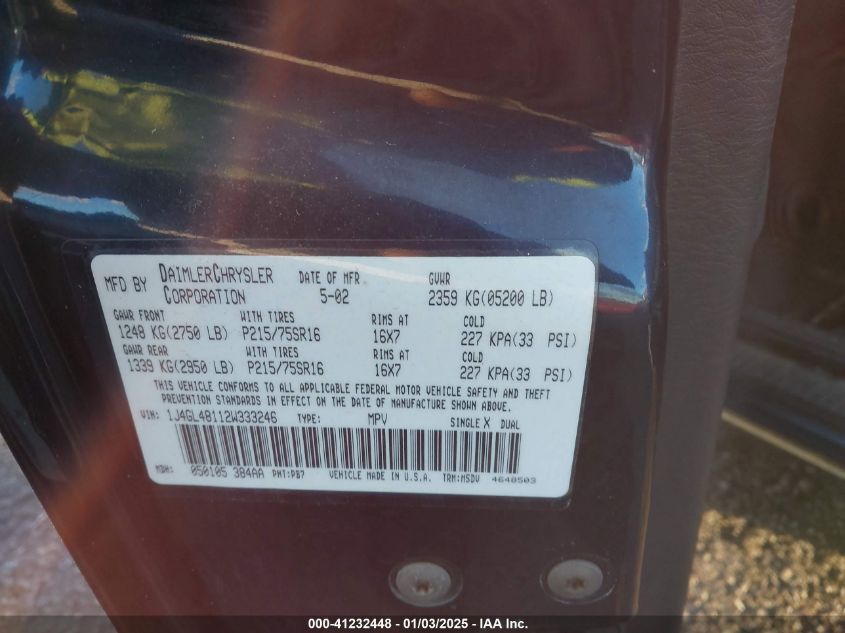 MFD BY DAIMLERCHRYSLER CORPORATION DATE OF MFR 5-02 GVWR 2359 KG(05200 LB)
GAWR FRONT WITH TIRES RIMS AT COLD
1248 KG(2750 LB) P215/75SR16 16X7 227 KPA(33 PSI)
GAWR REAR WITH TIRES RIMS AT COLD
1339 KG(2950 LB) P215/75SR16 16X7 227 KPA(33 PSI)
THIS VEHICLE CONFORMS TO ALL APPLICABLE FEDERAL MOTOR VEHICLE SAFETY AND THEFT
PREVENTION STANDARDS IN EFFECT ON THE DATE OF MANUFACTURE SHOWN ABOVE.
VIN: 1J4GL48112W333246 TYPE: MPV SINGLE X DUAL
MDH: 050105 384AA PNT:PB7 VEHICLE MADE IN U.S.A. TRM:MSDV 4648503
000-41232448 - 01/03/2025 - IAA Inc.